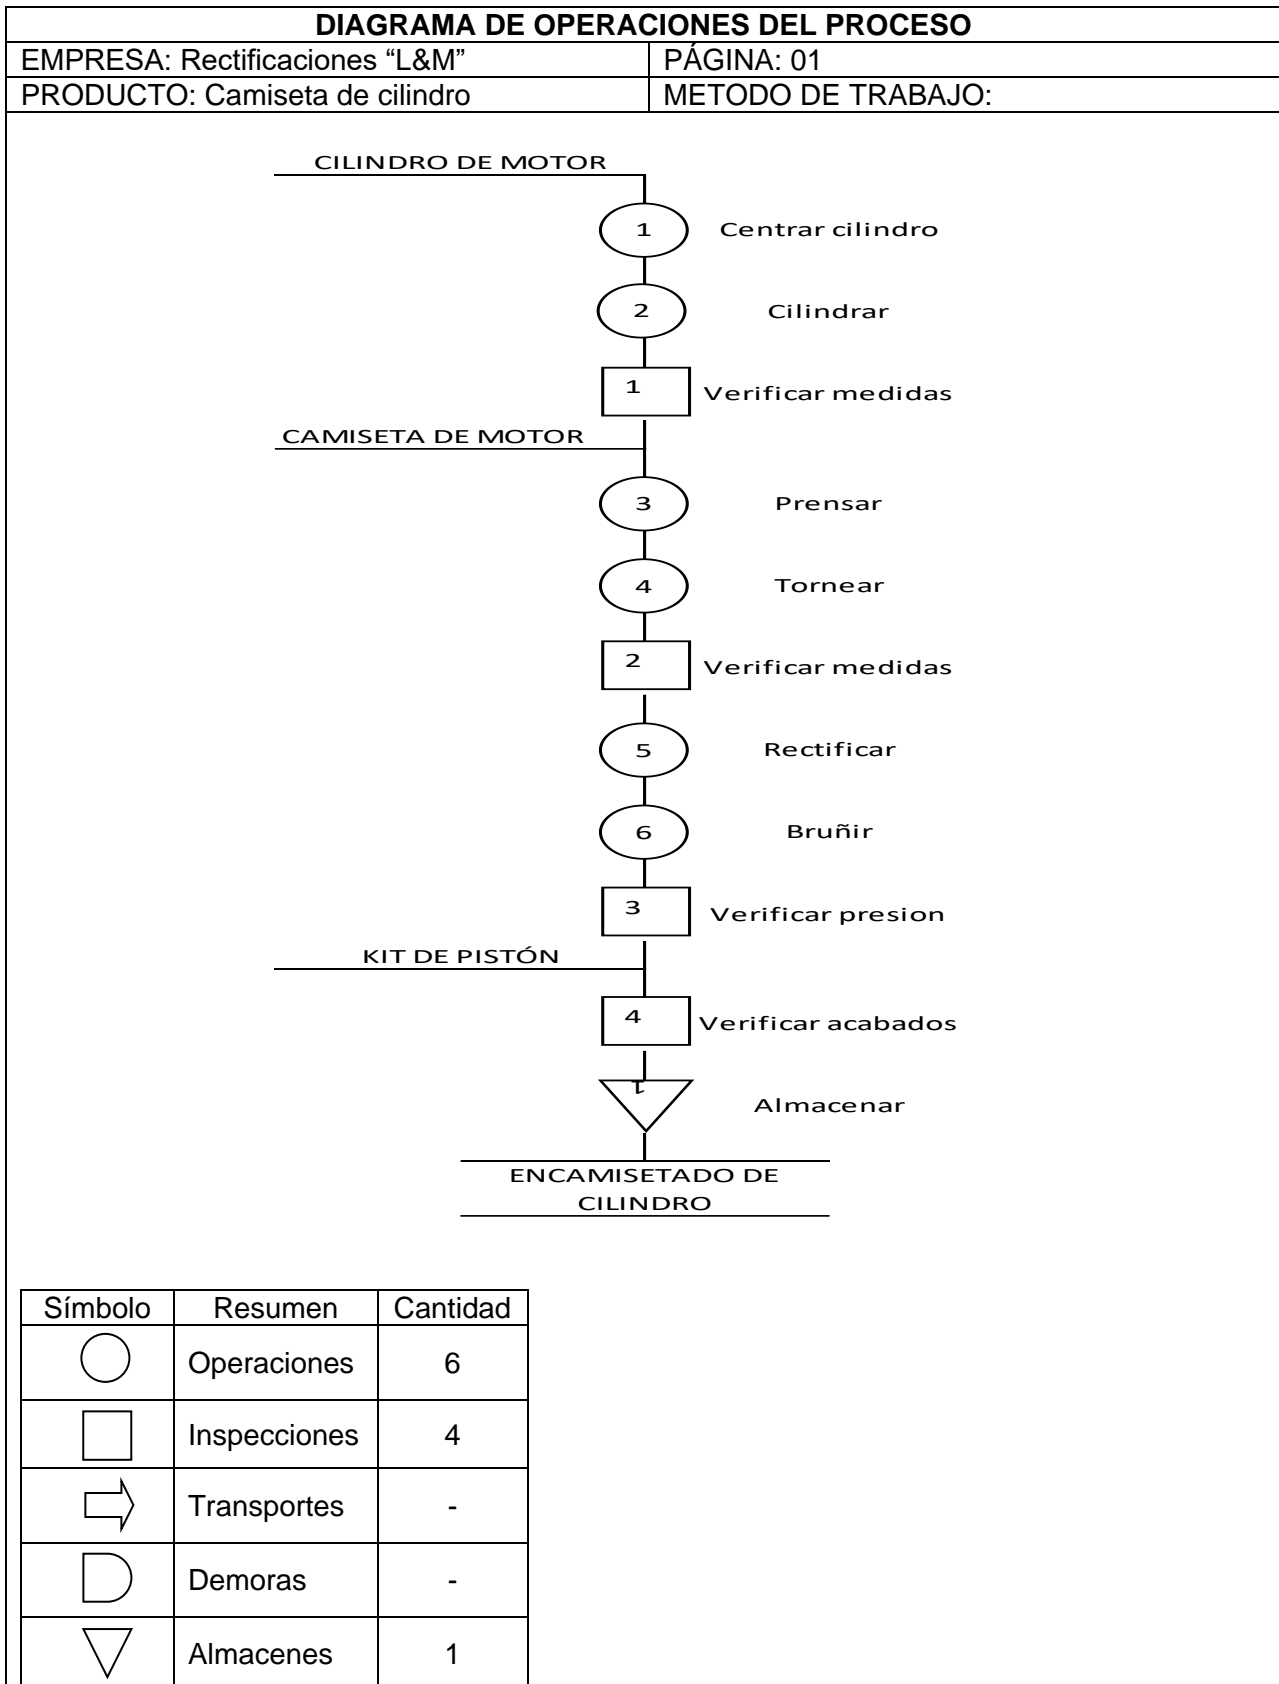 DIAGRAMA DE OPERACIONES DEL PROCESO
EMPRESA: Rectificaciones “L&M”
PÁGINA: 01
PRODUCTO: Camiseta de cilindro
METODO DE TRABAJO:
CILINDRO DE MOTOR
1 Centrar cilindro
2 Cilindrar
1 Verificar medidas
CAMISETA DE MOTOR
3 Prensar
4 Tornear
2 Verificar medidas
5 Rectificar
6 Bruñir
3 Verificar presion
KIT DE PISTÓN
4 Verificar acabados
1 Almacenar
ENCAMISETADO DE
CILINDRO
Símbolo Resumen Cantidad
Operaciones 6
Inspecciones 4
Transportes -
Demoras -
Almacenes 1